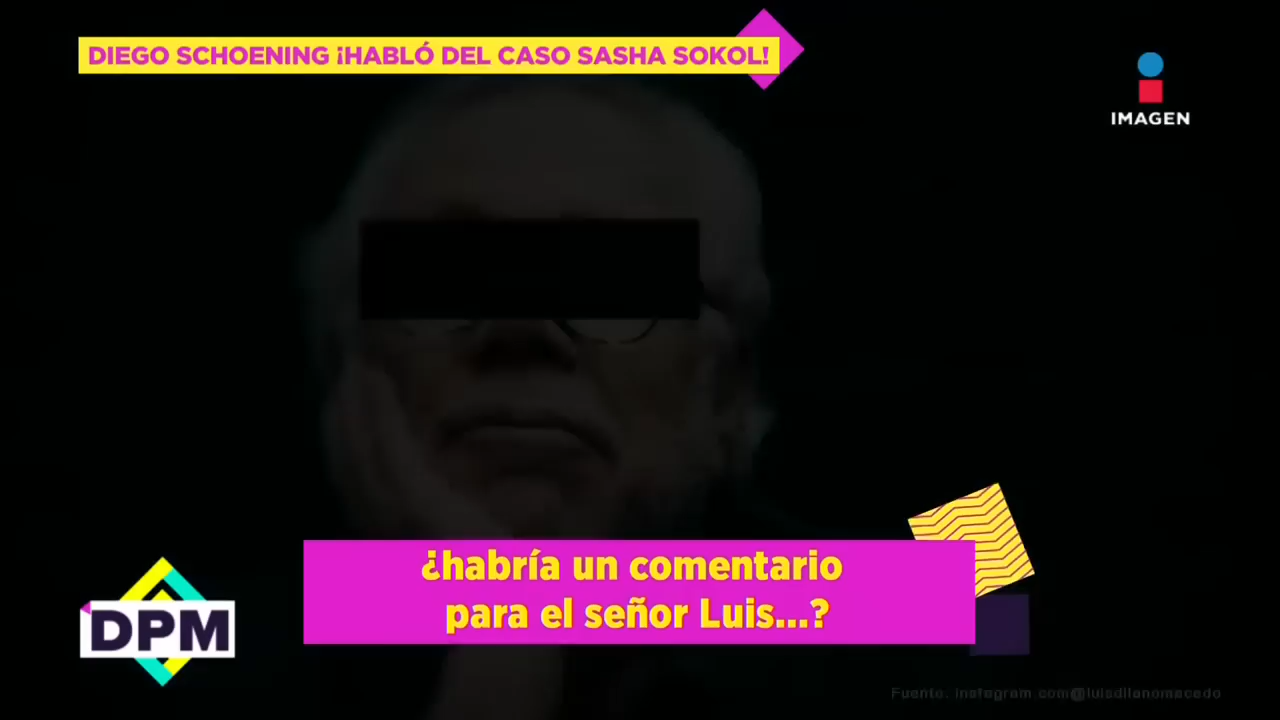 DIEGO SCHOENING ¡HABLÓ DEL CASO SASHA SOKOL!
IMAGEN
¿habría un comentario
para el señor Luis...?
DPM
Fuente: instagram.com@luisdllanomacedo